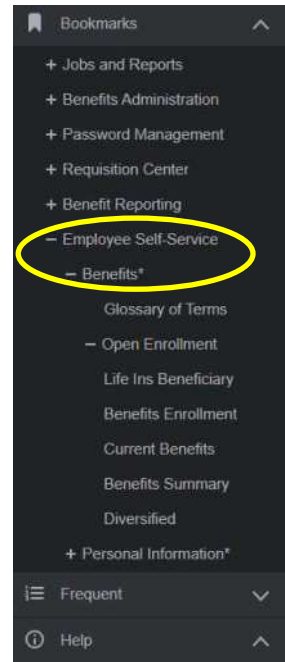 Bookmarks
+ Jobs and Reports
+ Benefits Administration
+ Password Management
+ Requisition Center
+ Benefit Reporting
− Employee Self-Service
− Benefits*
Glossary of Terms
− Open Enrollment
Life Ins Beneficiary
Benefits Enrollment
Current Benefits
Benefits Summary
Diversified
+ Personal Information*
Frequent
Help